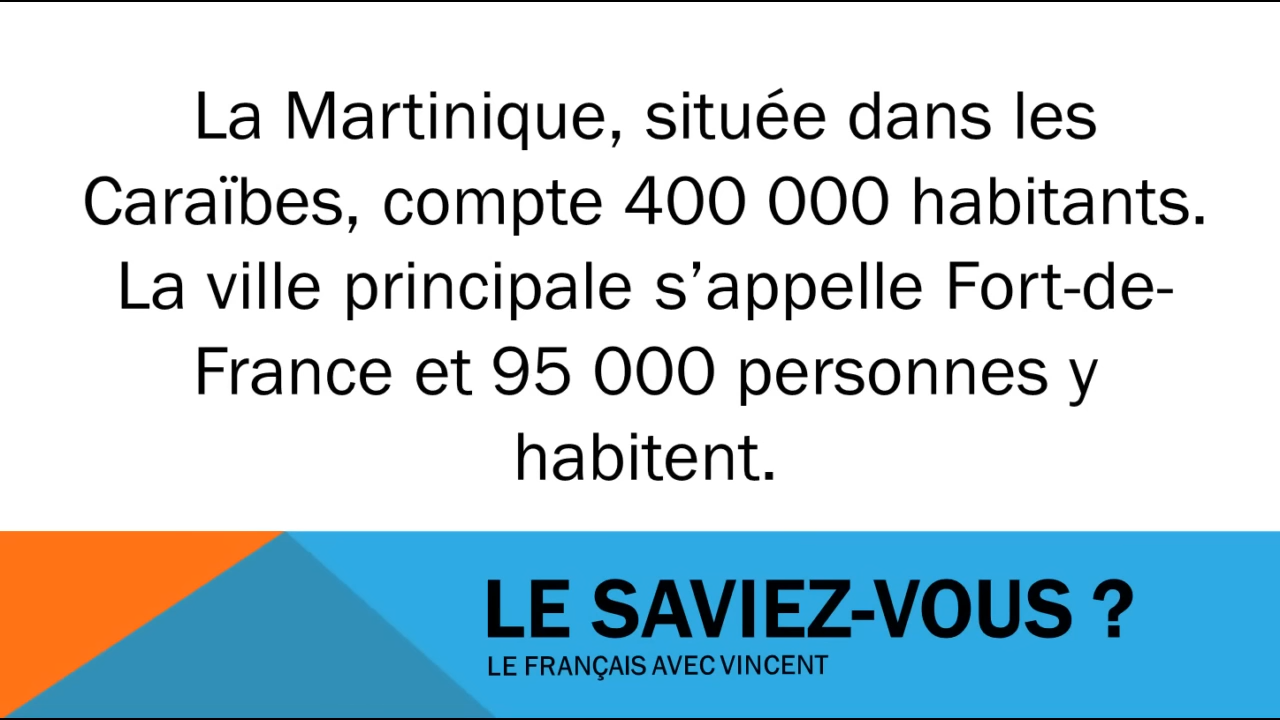 La Martinique, située dans les
Caraïbes, compte 400 000 habitants.
La ville principale s’appelle Fort-de-
France et 95 000 personnes y
habitent.
LE SAVIEZ-VOUS ?
LE FRANÇAIS AVEC VINCENT